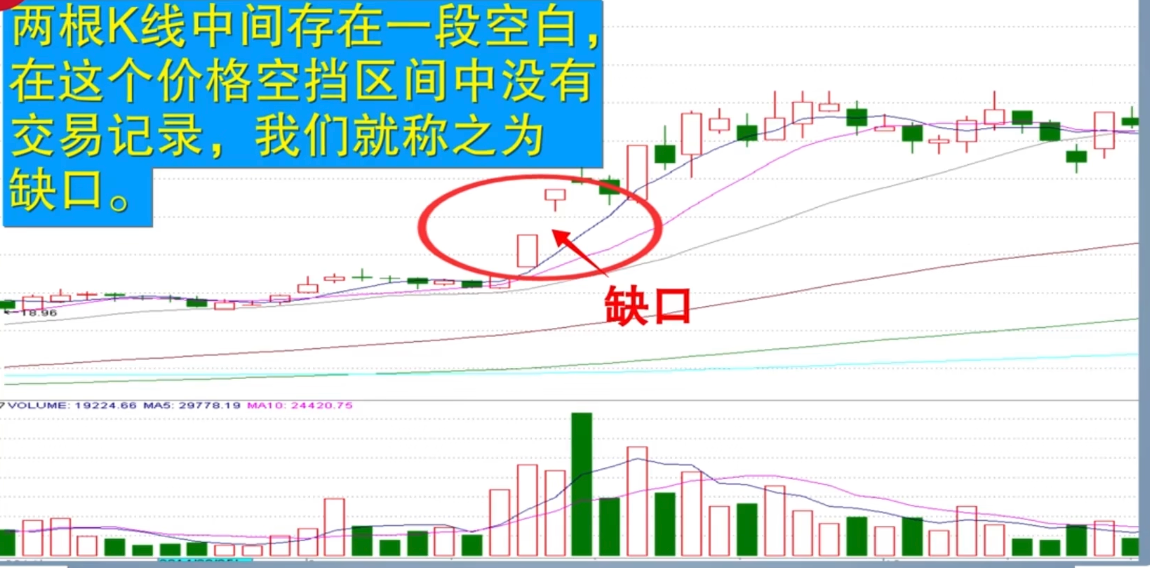 两根K线中间存在一段空白，
在这个价格空挡区间中没有
交易记录，我们就称之为
缺口。
缺口
18.96
VOLUME: 19224.66 MA5: 29778.19 MA10: 24420.75